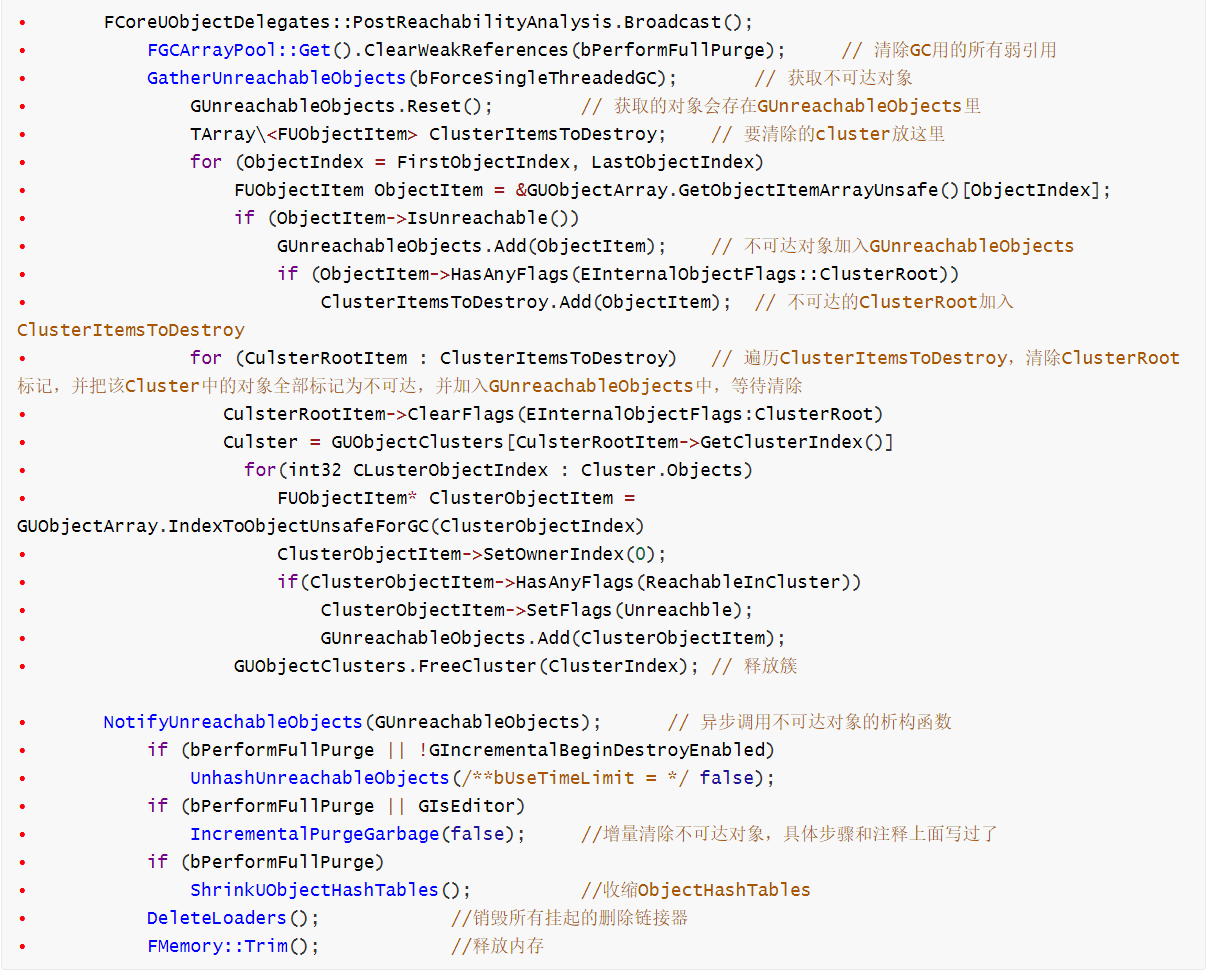 FCoreUObjectDelegates::PostReachabilityAnalysis.Broadcast();
FGCArrayPool::Get().ClearWeakReferences(bPerformFullPurge); // 清除GC用的所有弱引用
GatherUnreachableObjects(bForceSingleThreadedGC); // 获取不可达对象
GUnreachableObjects.Reset(); // 获取的对象会存在GUnreachableObjects里
TArray\<FUObjectItem> ClusterItemsToDestroy; // 要清除的cluster放这里
for (ObjectIndex = FirstObjectIndex, LastObjectIndex)
FUObjectItem ObjectItem = &GUObjectArray.GetObjectItemArrayUnsafe()[ObjectIndex];
if (ObjectItem->IsUnreachable())
GUnreachableObjects.Add(ObjectItem); // 不可达对象加入GUnreachableObjects
if (ObjectItem->HasAnyFlags(EInternalObjectFlags::ClusterRoot))
ClusterItemsToDestroy.Add(ObjectItem); // 不可达的ClusterRoot加入
ClusterItemsToDestroy
for (CulsterRootItem : ClusterItemsToDestroy) // 遍历ClusterItemsToDestroy，清除ClusterRoot
标记，并把该Cluster中的对象全部标记为不可达，并加入GUnreachableObjects中，等待清除
CulsterRootItem->ClearFlags(EInternalObjectFlags:ClusterRoot)
Culster = GUObjectClusters[CulsterRootItem->GetClusterIndex()]
for(int32 CLusterObjectIndex : Cluster.Objects)
FUObjectItem* ClusterObjectItem =
GUObjectArray.IndexToObjectUnsafeForGC(ClusterObjectIndex)
ClusterObjectItem->SetOwnerIndex(0);
if(ClusterObjectItem->HasAnyFlags(ReachableInCluster))
ClusterObjectItem->SetFlags(Unreachble);
GUnreachableObjects.Add(ClusterObjectItem);
GUObjectClusters.FreeCluster(ClusterIndex); // 释放簇
NotifyUnreachableObjects(GUnreachableObjects); // 异步调用不可达对象的析构函数
if (bPerformFullPurge || !GIncrementalBeginDestroyEnabled)
UnhashUnreachableObjects(/**bUseTimeLimit = */ false);
if (bPerformFullPurge || GIsEditor)
IncrementalPurgeGarbage(false); //增量清除不可达对象，具体步骤和注释上面写过了
if (bPerformFullPurge)
ShrinkUObjectHashTables(); //收缩ObjectHashTables
DeleteLoaders(); //销毁所有挂起的删除链接器
FMemory::Trim(); //释放内存